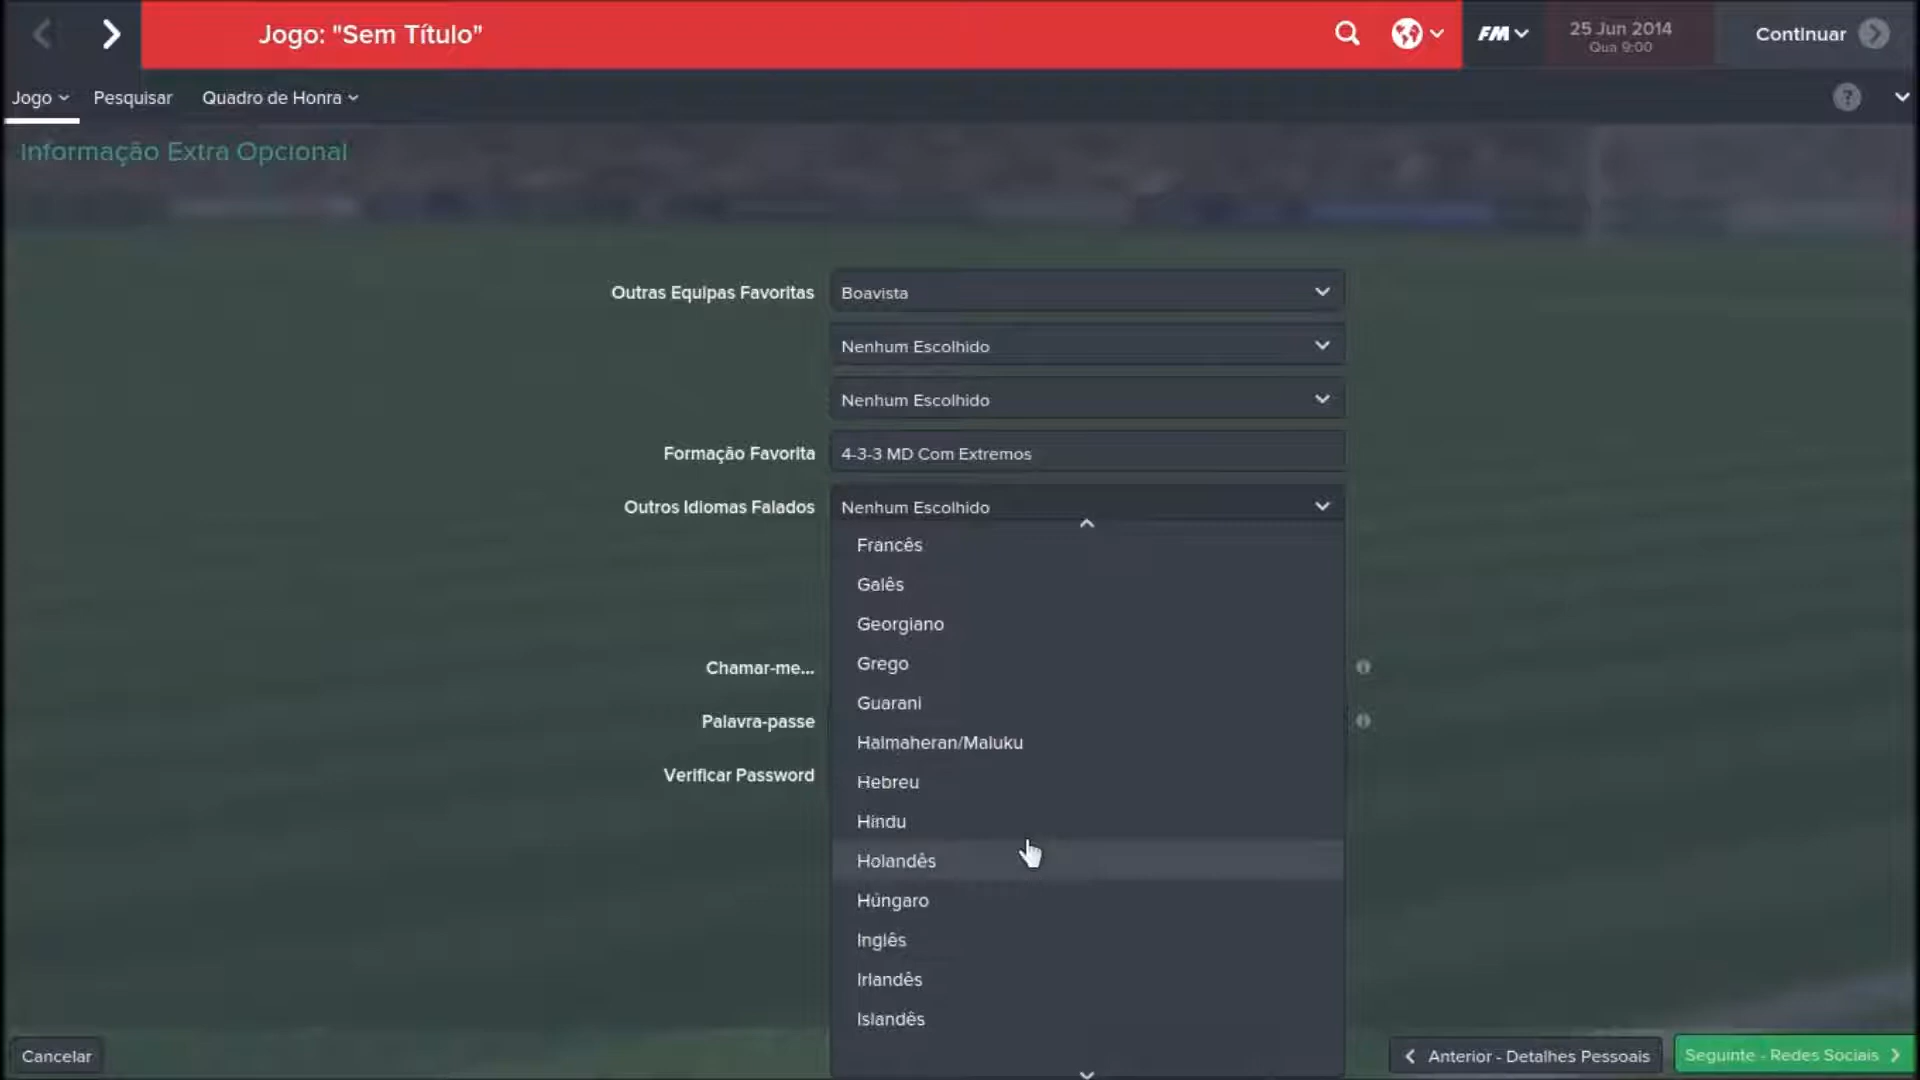 Jogo: "Sem Título"
FM
25 Jun 2014
Qua 9:00
Continuar
Jogo
Pesquisar
Quadro de Honra
?
Informação Extra Opcional
Outras Equipas Favoritas
Boavista
Nenhum Escolhido
Nenhum Escolhido
Formação Favorita
4-3-3 MD Com Extremos
Outros Idiomas Falados
Nenhum Escolhido
Francês
Galês
Georgiano
Grego
Guarani
Halmaheran/Maluku
Hebreu
Hindu
Holandês
Húngaro
Inglês
Irlandês
Islandês
Chamar-me...
Palavra-passe
Verificar Password
Cancelar
Anterior - Detalhes Pessoais
Seguinte - Redes Sociais